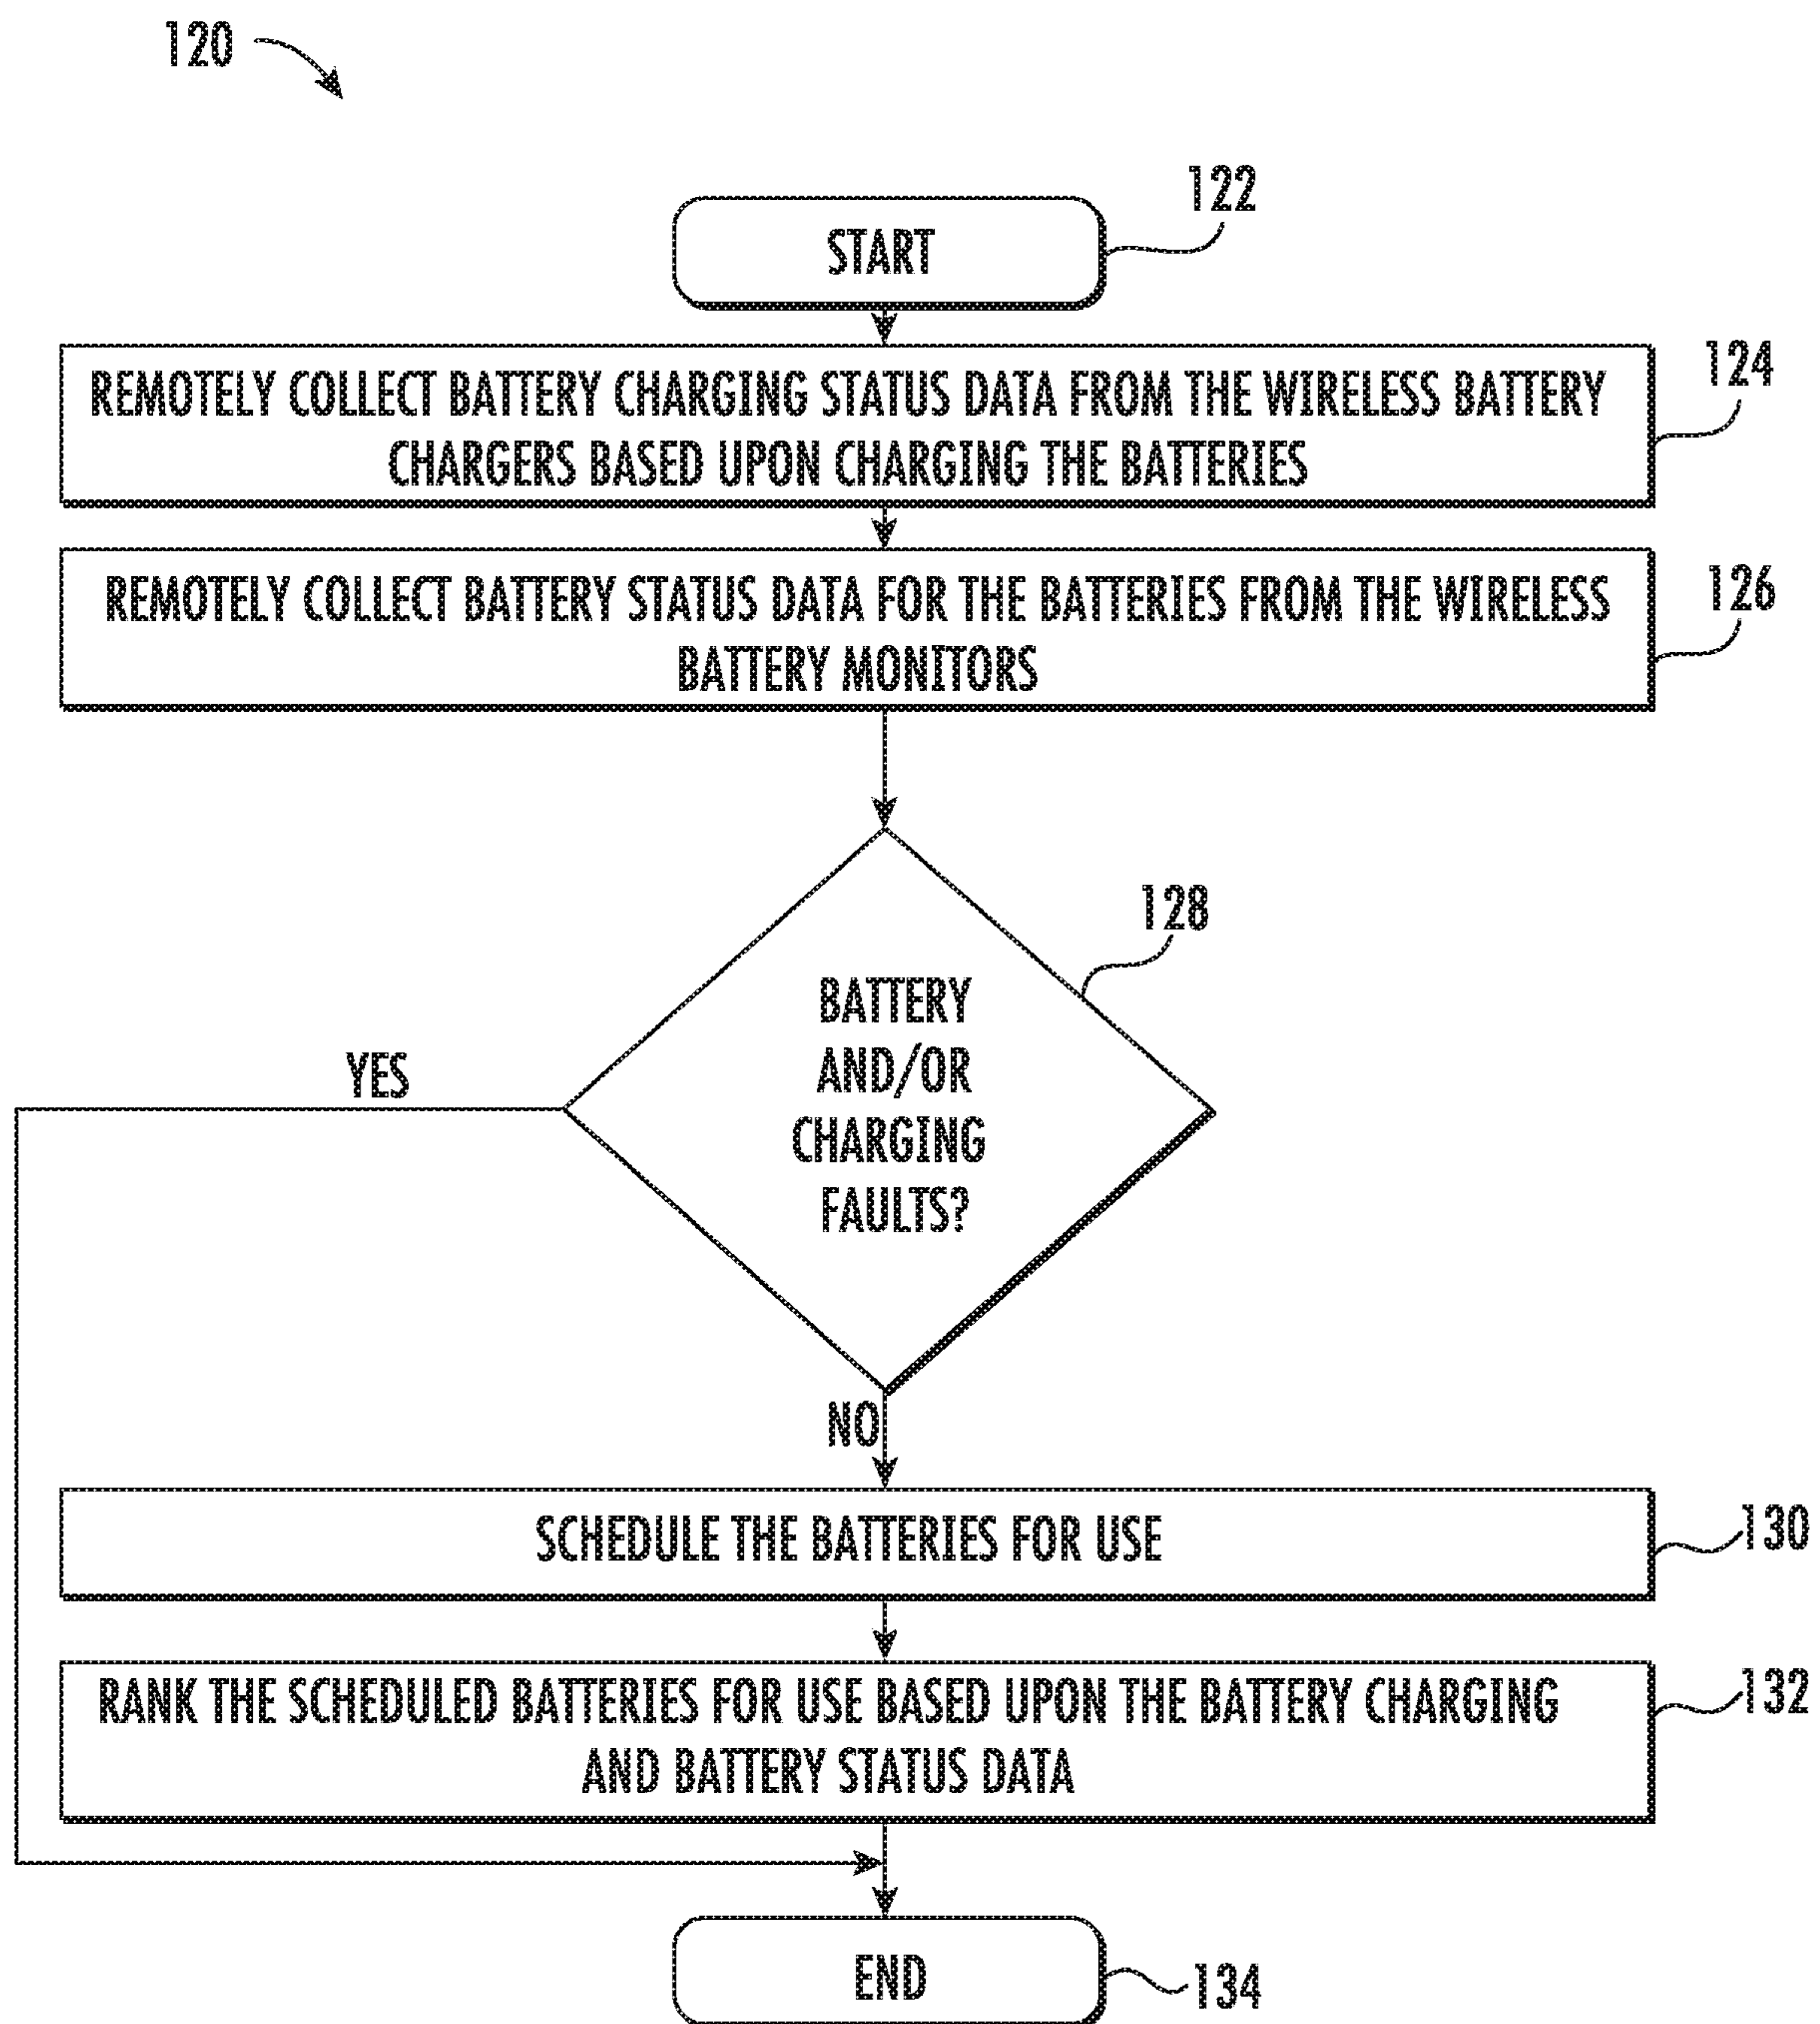 120
122
START
124
REMOTELY COLLECT BATTERY CHARGING STATUS DATA FROM THE WIRELESS BATTERY
CHARGERS BASED UPON CHARGING THE BATTERIES
126
REMOTELY COLLECT BATTERY STATUS DATA FOR THE BATTERIES FROM THE WIRELESS
BATTERY MONITORS
128
BATTERY
AND/OR
CHARGING
FAULTS?
YES
NO
SCHEDULE THE BATTERIES FOR USE
130
RANK THE SCHEDULED BATTERIES FOR USE BASED UPON THE BATTERY CHARGING
AND BATTERY STATUS DATA
132
END
134